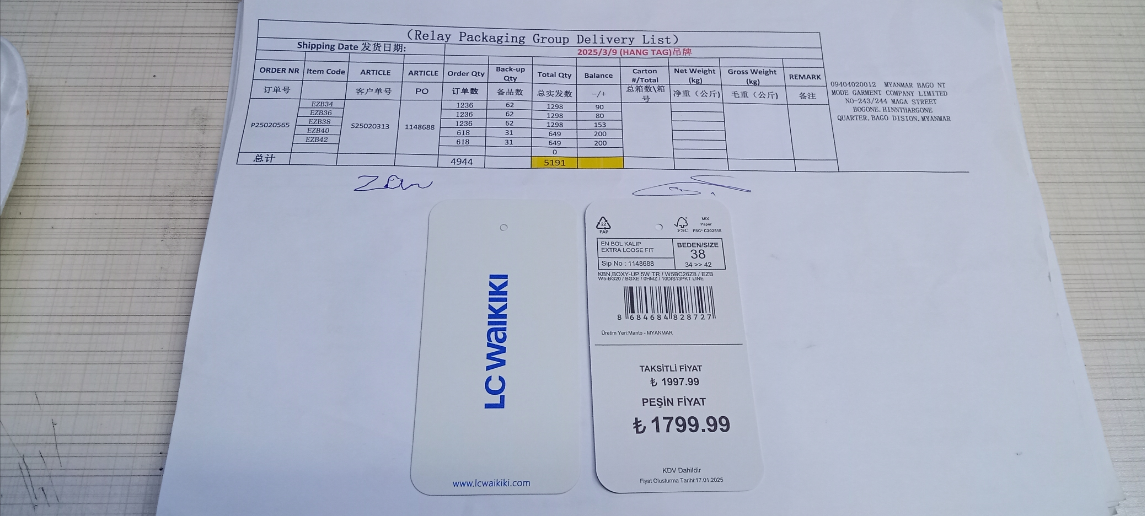 (Relay Packaging Group Delivery List)
Shipping Date 发货日期: 2025/3/9 (HANG TAG)吊牌
ORDER NR Item Code ARTICLE ARTICLE Order Qty Back-up Qty Total Qty Balance Carton #/Total Net Weight (kg) Gross Weight (kg) REMARK
订单号 客户单号 PO 订单数 备品数 总实发数 -/+ 总箱数\箱号 净重（公斤） 毛重（公斤） 备注
P25020565 S25020313 1148688
EZB34 1236 62 1298 90
EZB36 1236 62 1298 80
EZB38 1236 62 1298 153
EZB40 618 31 649 200
EZB42 618 31 649 200
0
总计 4944 5191
09404020012 MYANMAR BAGO NT
MODE GARMENT COMPANY LIMITED
NO-243/244 MAGA STREET
BOGONE, HINNTHARGONE
QUARTER, BAGO DISION, MYANMAR
LC WAIKIKI
www.lcwaikiki.com
PAP
FSC
MIX
EN BOL KALIP
EXTRA LOOSE FIT
Sip No : 1148688
BEDEN/SIZE
38
34 >> 42
8 684684 828727
Üretim Yeri Menşei - MYANMAR
TAKSİTLİ FİYAT
₺ 1997.99
PEŞİN FİYAT
₺ 1799.99
KDV Dahildir
Fiyat Oluşturma Tarihi:17.01.2025